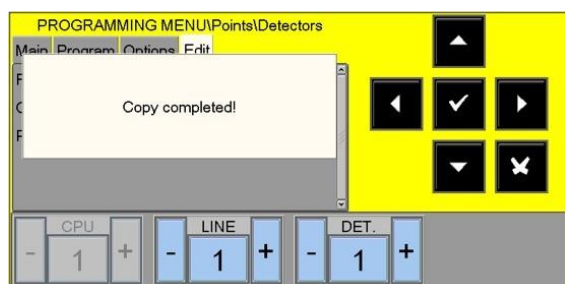 PROGRAMMING MENU\Points\Detectors
Main Program Options Edit
Copy completed!
CPU LINE DET.
- 1 + - 1 + - 1 +